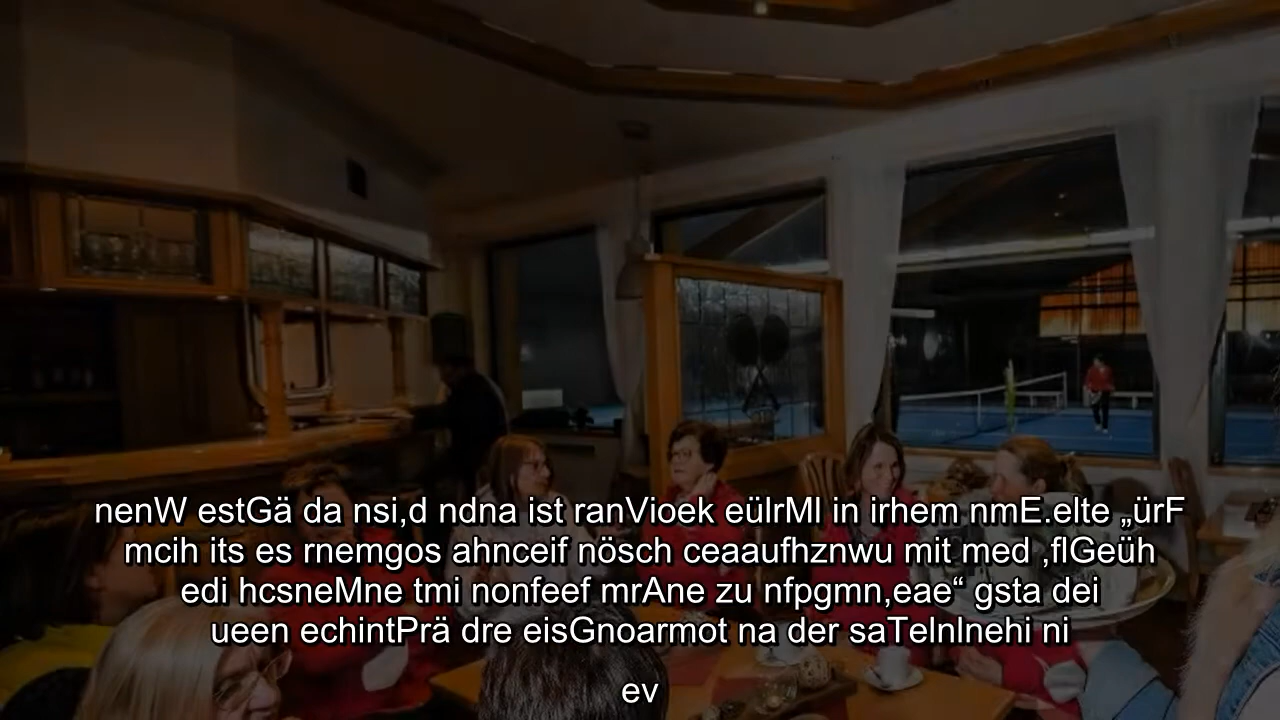 nenW estGä da nsi,d ndna ist ranVioek eülrMl in irhem nmE.elte „ürF
mcih its es rnemgos ahnceif nösch ceaaufhznwu mit med ,flGeüh
edi hcsneMne tmi nonfeef mrAne zu nfpgmn,eae“ gsta dei
ueen echintPrä dre eisGnoarmot na der saTelnlnehi ni
ev